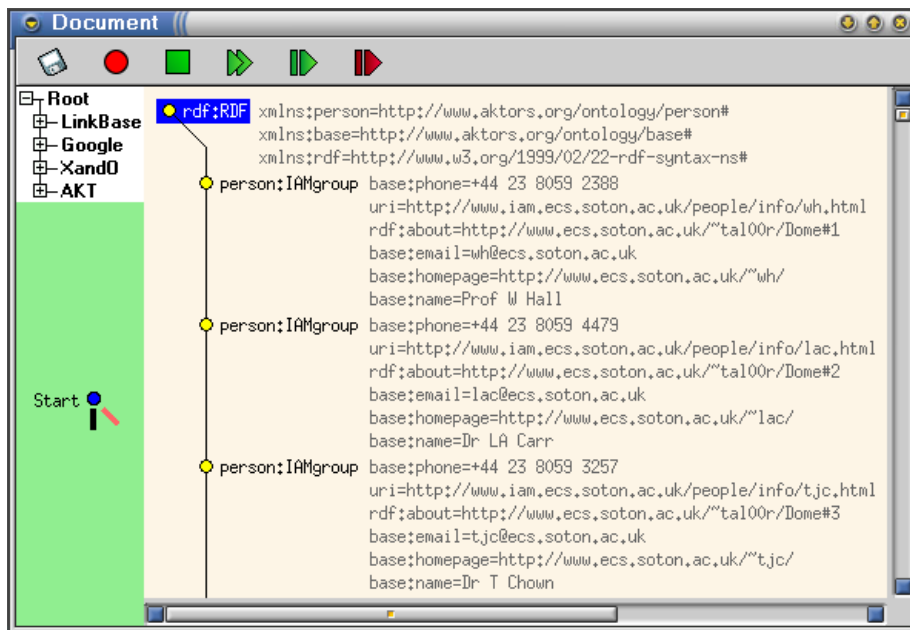 Document
Root
LinkBase
Google
XandO
AKT
Start
rdf:RDF xmlns:person=http://www.aktors.org/ontology/person#
xmlns:base=http://www.aktors.org/ontology/base#
xmlns:rdf=http://www.w3.org/1999/02/22-rdf-syntax-ns#
person:IAMgroup base:phone=+44 23 8059 2388
uri=http://www.iam.ecs.soton.ac.uk/people/info/wh.html
rdf:about=http://www.ecs.soton.ac.uk/~tal00r/Dome#1
base:email=wh@ecs.soton.ac.uk
base:homepage=http://www.ecs.soton.ac.uk/~wh/
base:name=Prof W Hall
person:IAMgroup base:phone=+44 23 8059 4479
uri=http://www.iam.ecs.soton.ac.uk/people/info/lac.html
rdf:about=http://www.ecs.soton.ac.uk/~tal00r/Dome#2
base:email=lac@ecs.soton.ac.uk
base:homepage=http://www.ecs.soton.ac.uk/~lac/
base:name=Dr LA Carr
person:IAMgroup base:phone=+44 23 8059 3257
uri=http://www.iam.ecs.soton.ac.uk/people/info/tjc.html
rdf:about=http://www.ecs.soton.ac.uk/~tal00r/Dome#3
base:email=tjc@ecs.soton.ac.uk
base:homepage=http://www.ecs.soton.ac.uk/~tjc/
base:name=Dr T Chown